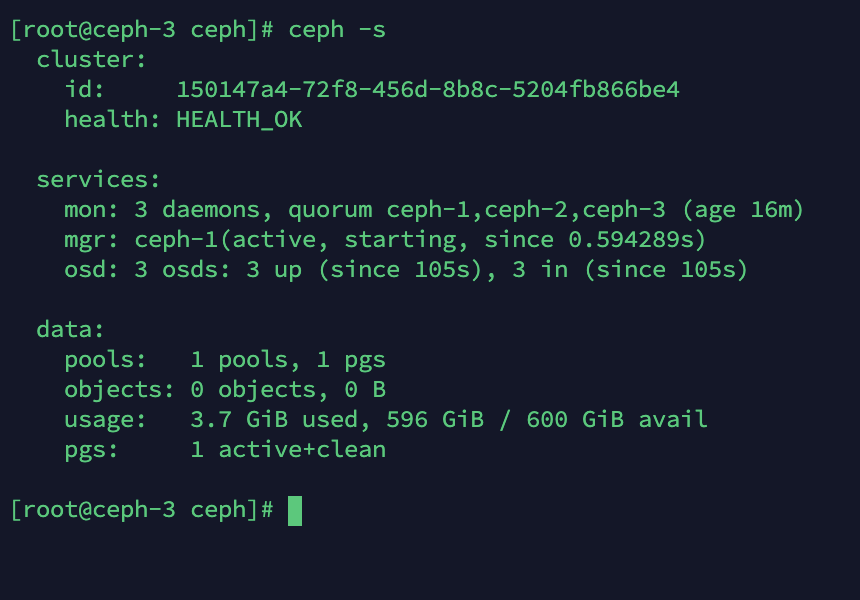 [root@ceph-3 ceph]# ceph -s
  cluster:
    id:     150147a4-72f8-456d-8b8c-5204fb866be4
    health: HEALTH_OK

  services:
    mon: 3 daemons, quorum ceph-1,ceph-2,ceph-3 (age 16m)
    mgr: ceph-1(active, starting, since 0.594289s)
    osd: 3 osds: 3 up (since 105s), 3 in (since 105s)

  data:
    pools:   1 pools, 1 pgs
    objects: 0 objects, 0 B
    usage:   3.7 GiB used, 596 GiB / 600 GiB avail
    pgs:     1 active+clean

[root@ceph-3 ceph]#